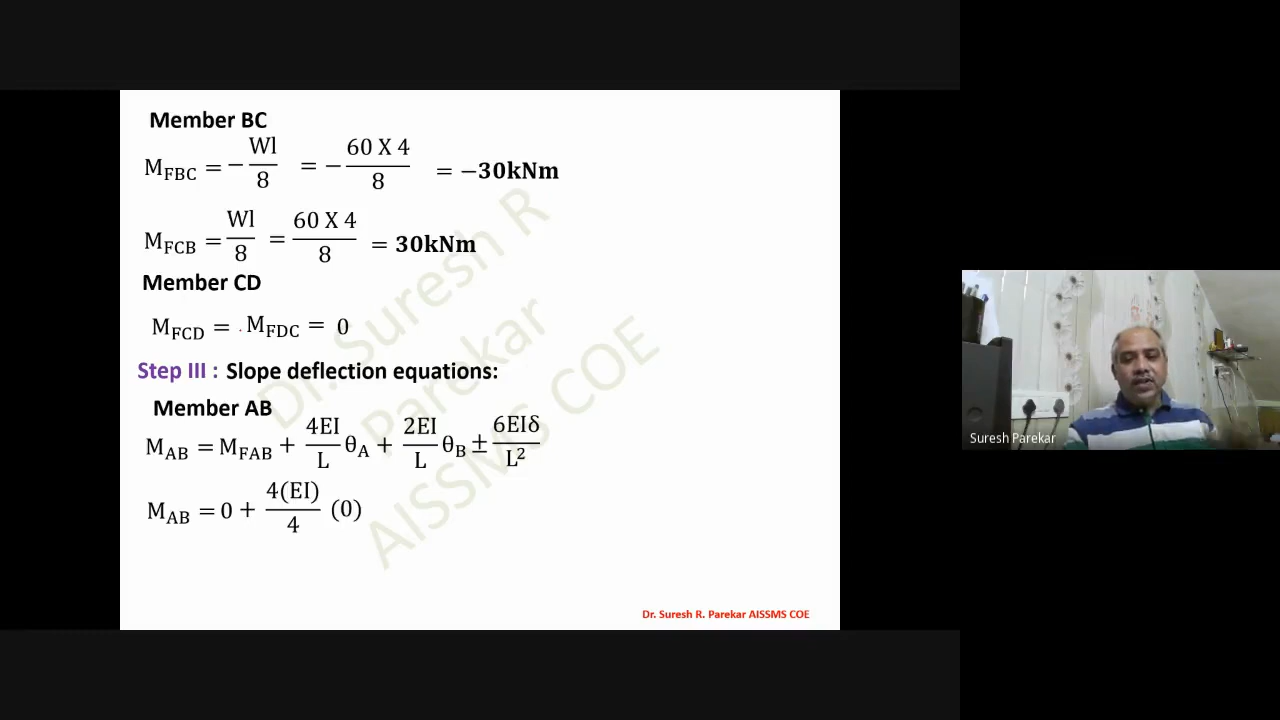 Member BC
M_FBC = − Wl/8 = − 60 X 4/8 = −30kNm
M_FCB = Wl/8 = 60 X 4/8 = 30kNm
Member CD
M_FCD = M_FDC = 0
Step III : Slope deflection equations:
Member AB
M_AB = M_FAB + 4EI/L θ_A + 2EI/L θ_B ± 6EIδ/L²
M_AB = 0 + 4(EI)/4 (0)
Dr. Suresh R
Parekar
AISSMS COE
Dr. Suresh R. Parekar AISSMS COE
Suresh Parekar